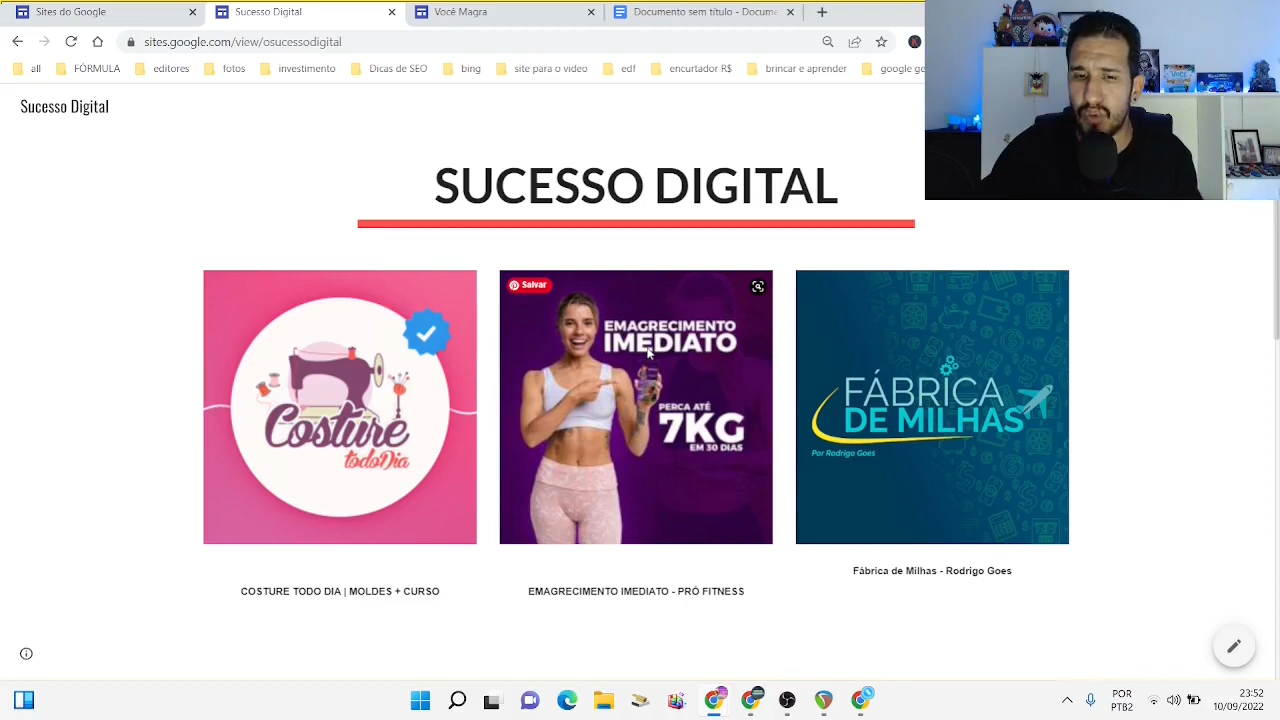 Sites do Google
Sucesso Digital
Você Magra
Documento sem título - Docume
sites.google.com/view/osucessodigital
all
FÓRMULA
editores
fotos
investimento
Dicas de SEO
bing
site para o video
edf
encurtador R$
brincar e aprender
google ge
Sucesso Digital
SUCESSO DIGITAL
Costure
todoDia
Salvar
EMAGRECIMENTO
IMEDIATO
PERCA ATÉ
7KG
EM 30 DIAS
FÁBRICA
DE MILHAS
Por Rodrigo Goes
COSTURE TODO DIA | MOLDES + CURSO
EMAGRECIMENTO IMEDIATO - PRÓ FITNESS
Fábrica de Milhas - Rodrigo Goes
POR
PTB2
23:52
10/09/2022